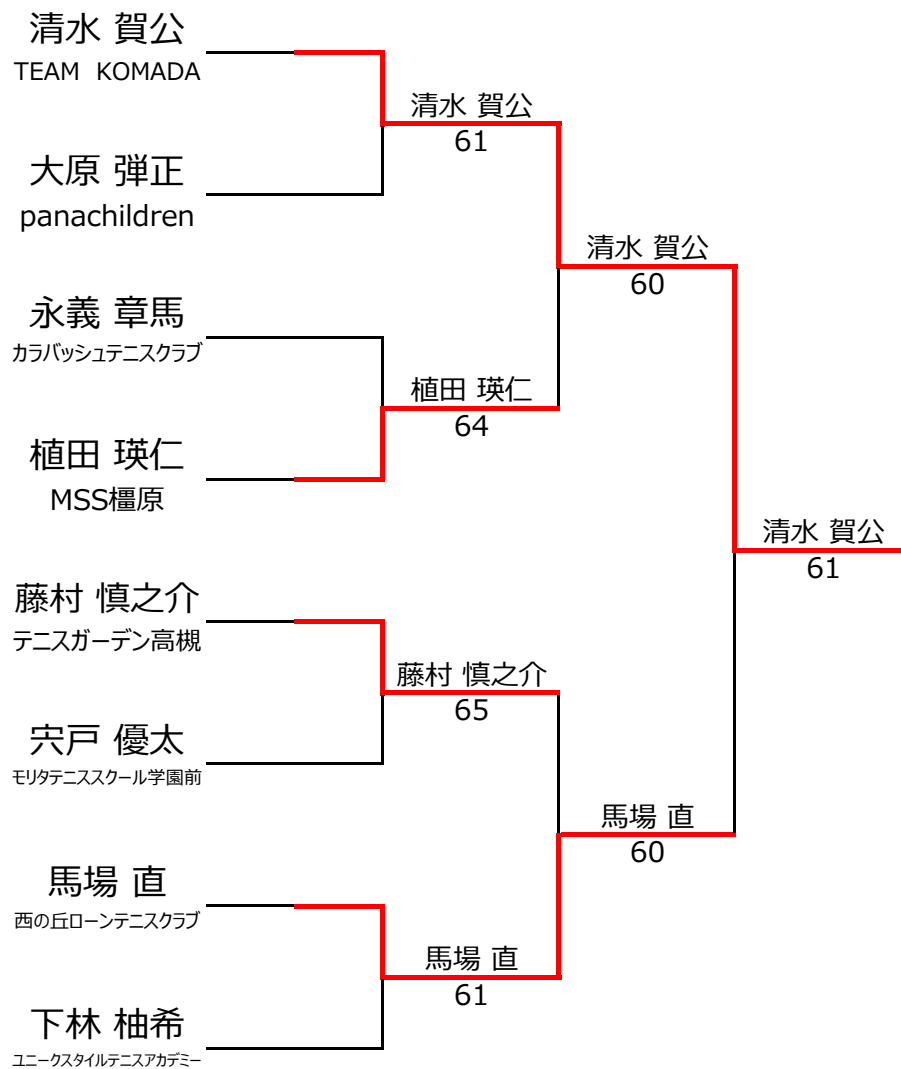 清水 賀公
TEAM KOMADA
清水 賀公
61
大原 弾正
panachildren
清水 賀公
60
永義 章馬
カラバッシュテニスクラブ
植田 瑛仁
64
植田 瑛仁
MSS橿原
清水 賀公
61
藤村 慎之介
テニスガーデン高槻
藤村 慎之介
65
宍戸 優太
モリタテニススクール学園前
馬場 直
60
馬場 直
西の丘ローンテニスクラブ
馬場 直
61
下林 柚希
ユニークスタイルテニスアカデミー